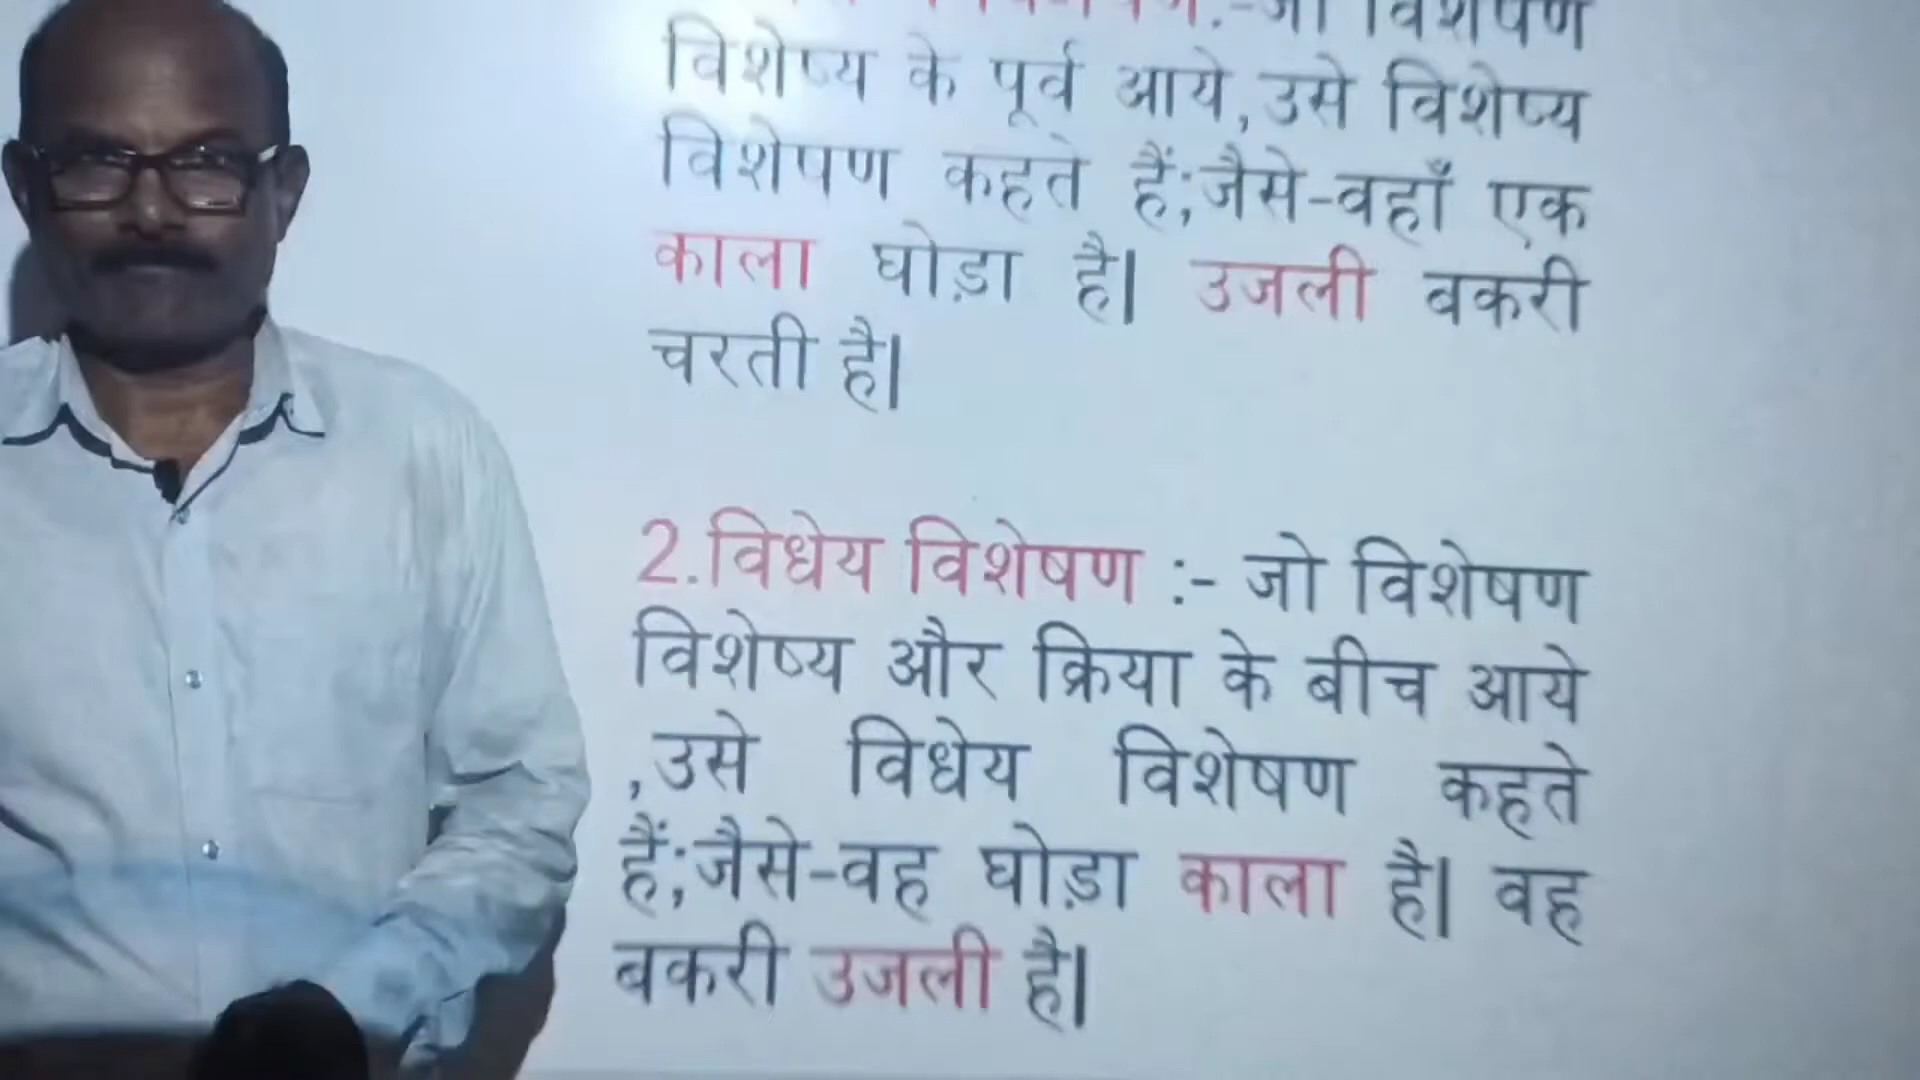 :-जो विशेषण
विशेष्य के पूर्व आये,उसे विशेष्य
विशेषण कहते हैं;जैसे-वहाँ एक
काला घोड़ा है| उजली बकरी
चरती है|
2.विधेय विशेषण :- जो विशेषण
विशेष्य और क्रिया के बीच आये
,उसे विधेय विशेषण कहते
हैं;जैसे-वह घोड़ा काला है| वह
बकरी उजली है|